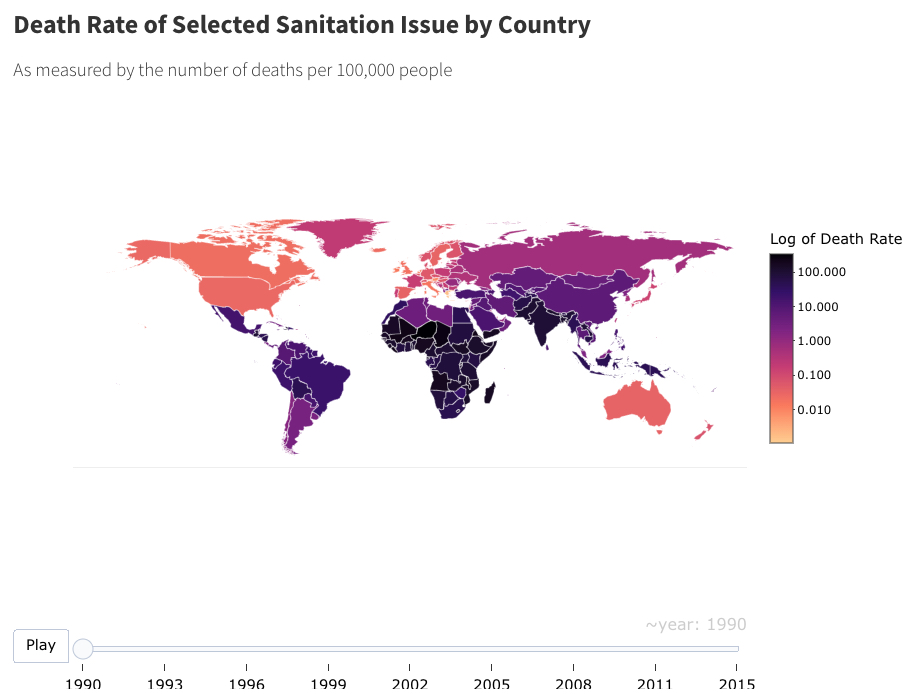 Death Rate of Selected Sanitation Issue by Country
As measured by the number of deaths per 100,000 people
Log of Death Rate
100.000
10.000
1.000
0.100
0.010
~year: 1990
Play
1990 1993 1996 1999 2002 2005 2008 2011 2015